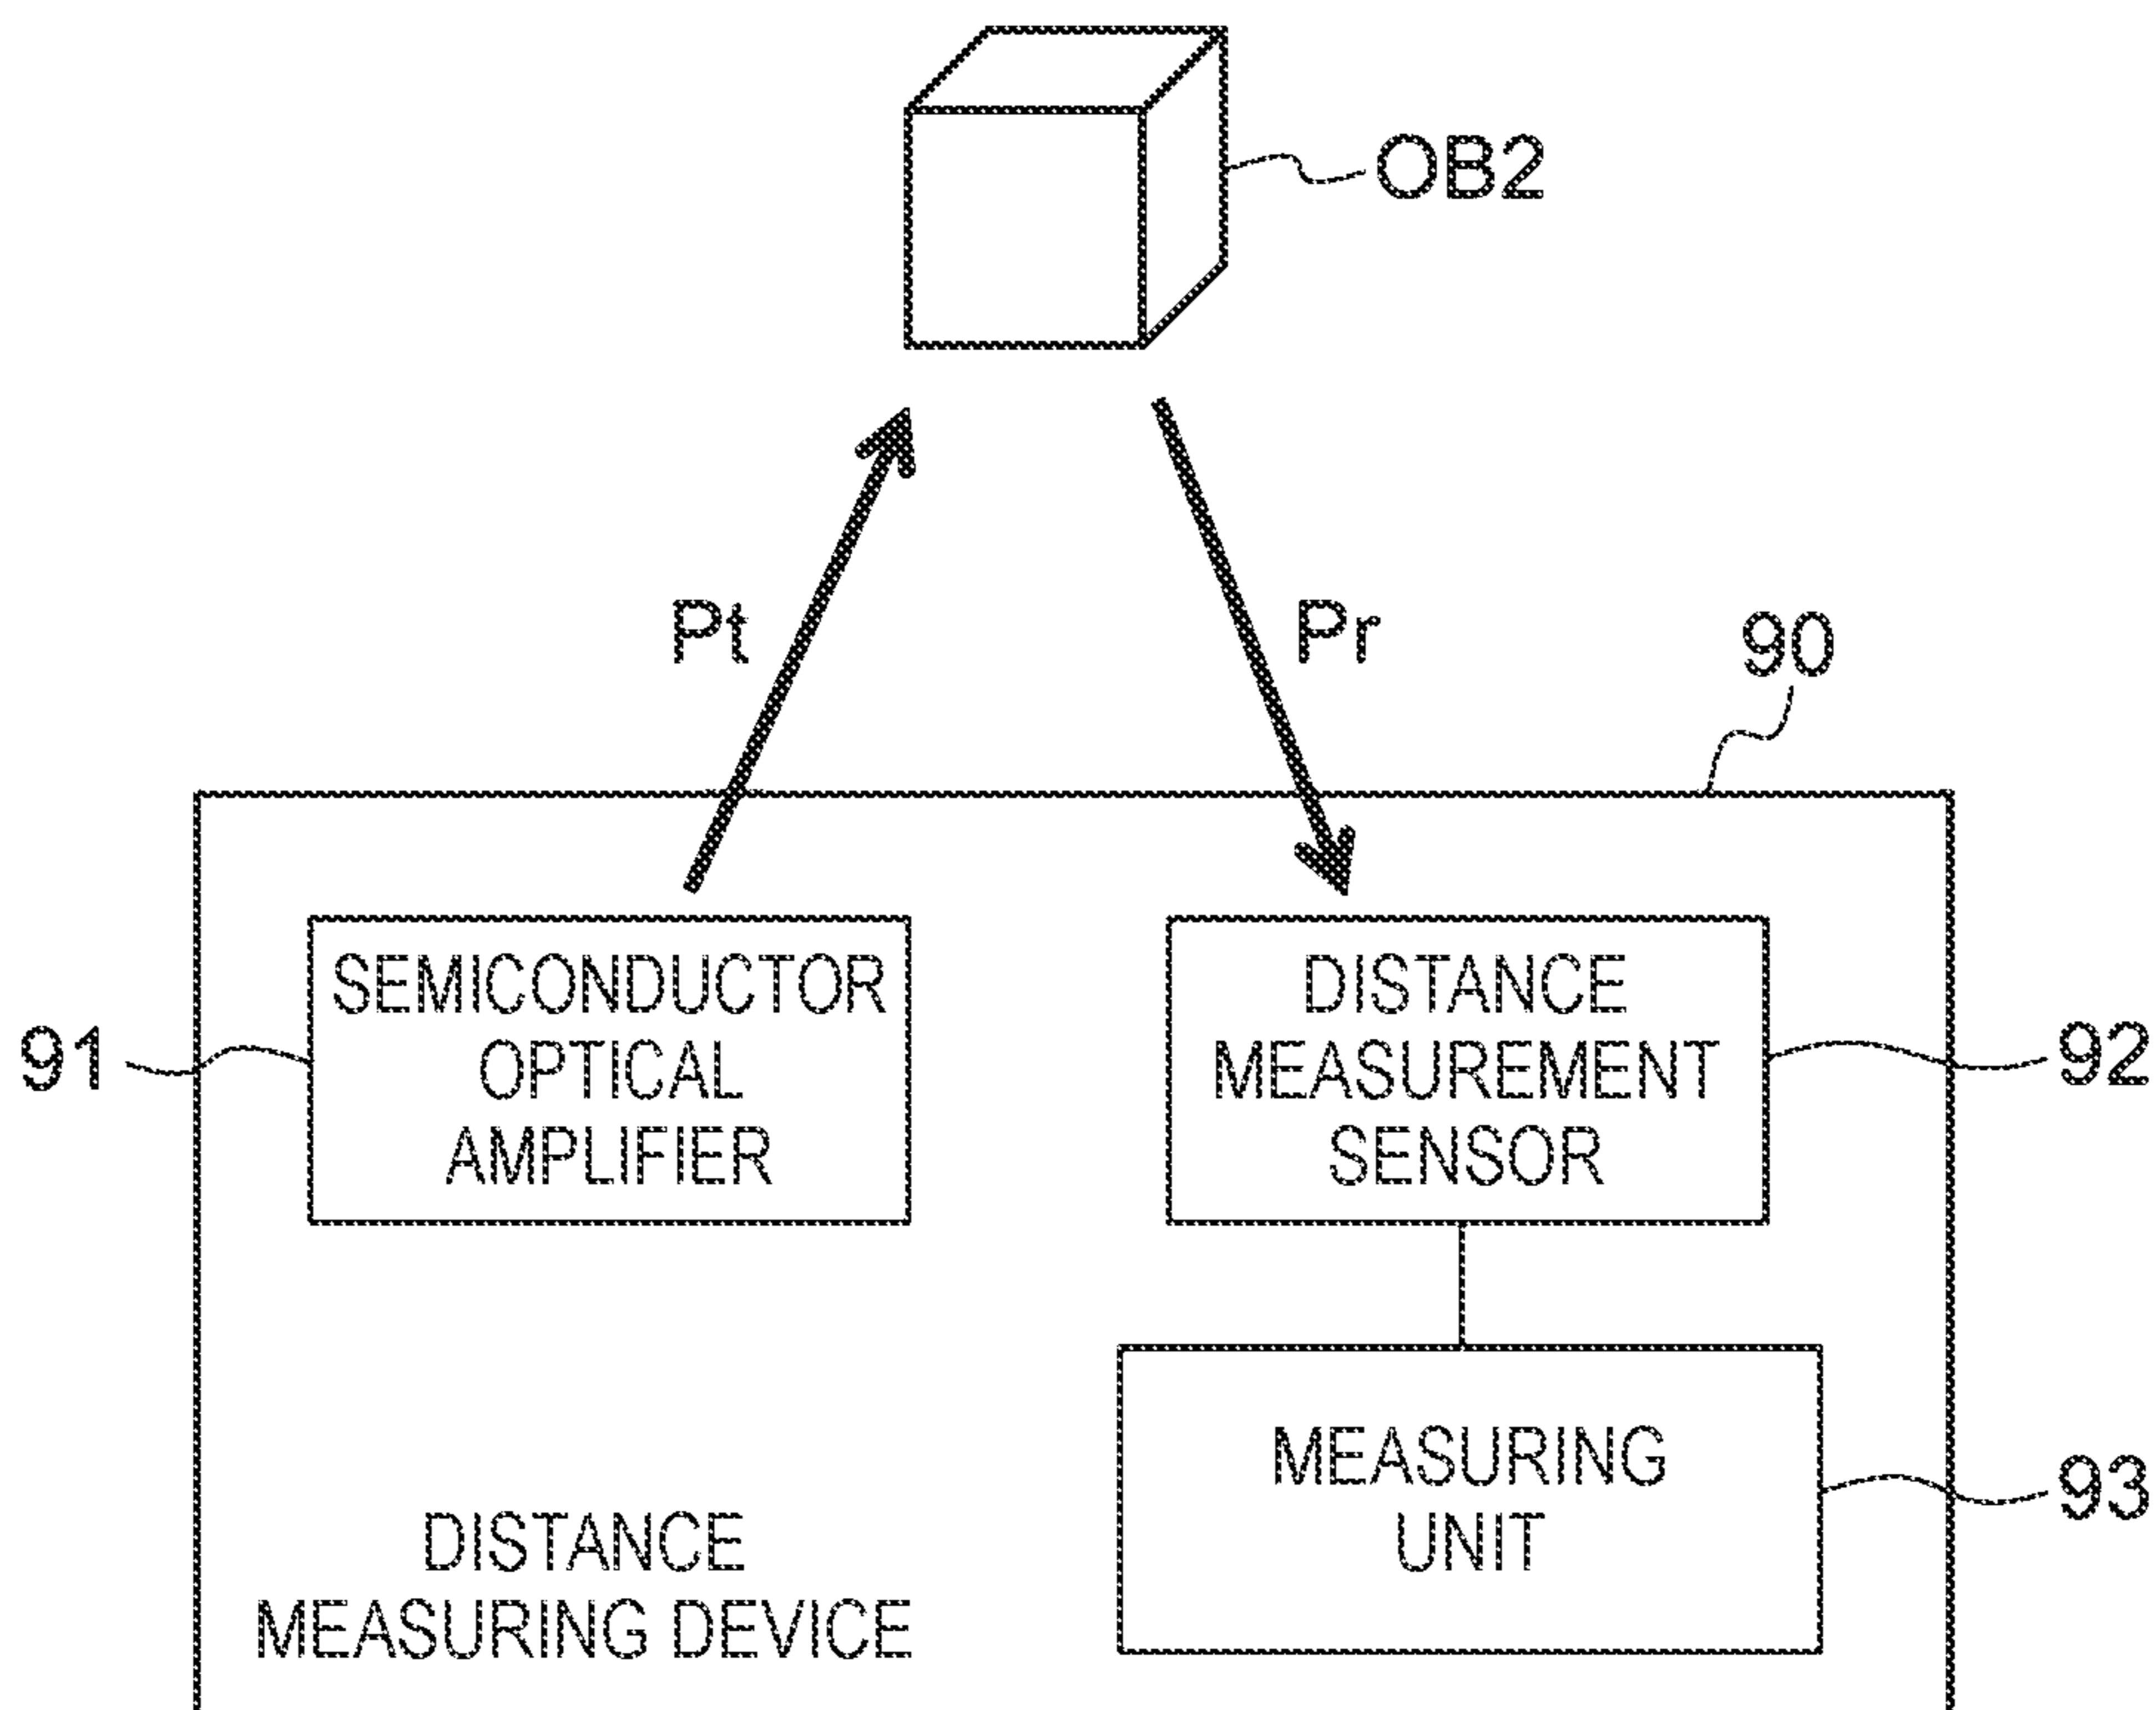 OB2
Pt
Pr
90
SEMICONDUCTOR
OPTICAL
AMPLIFIER
91
DISTANCE
MEASUREMENT
SENSOR
92
MEASURING
UNIT
93
DISTANCE
MEASURING DEVICE